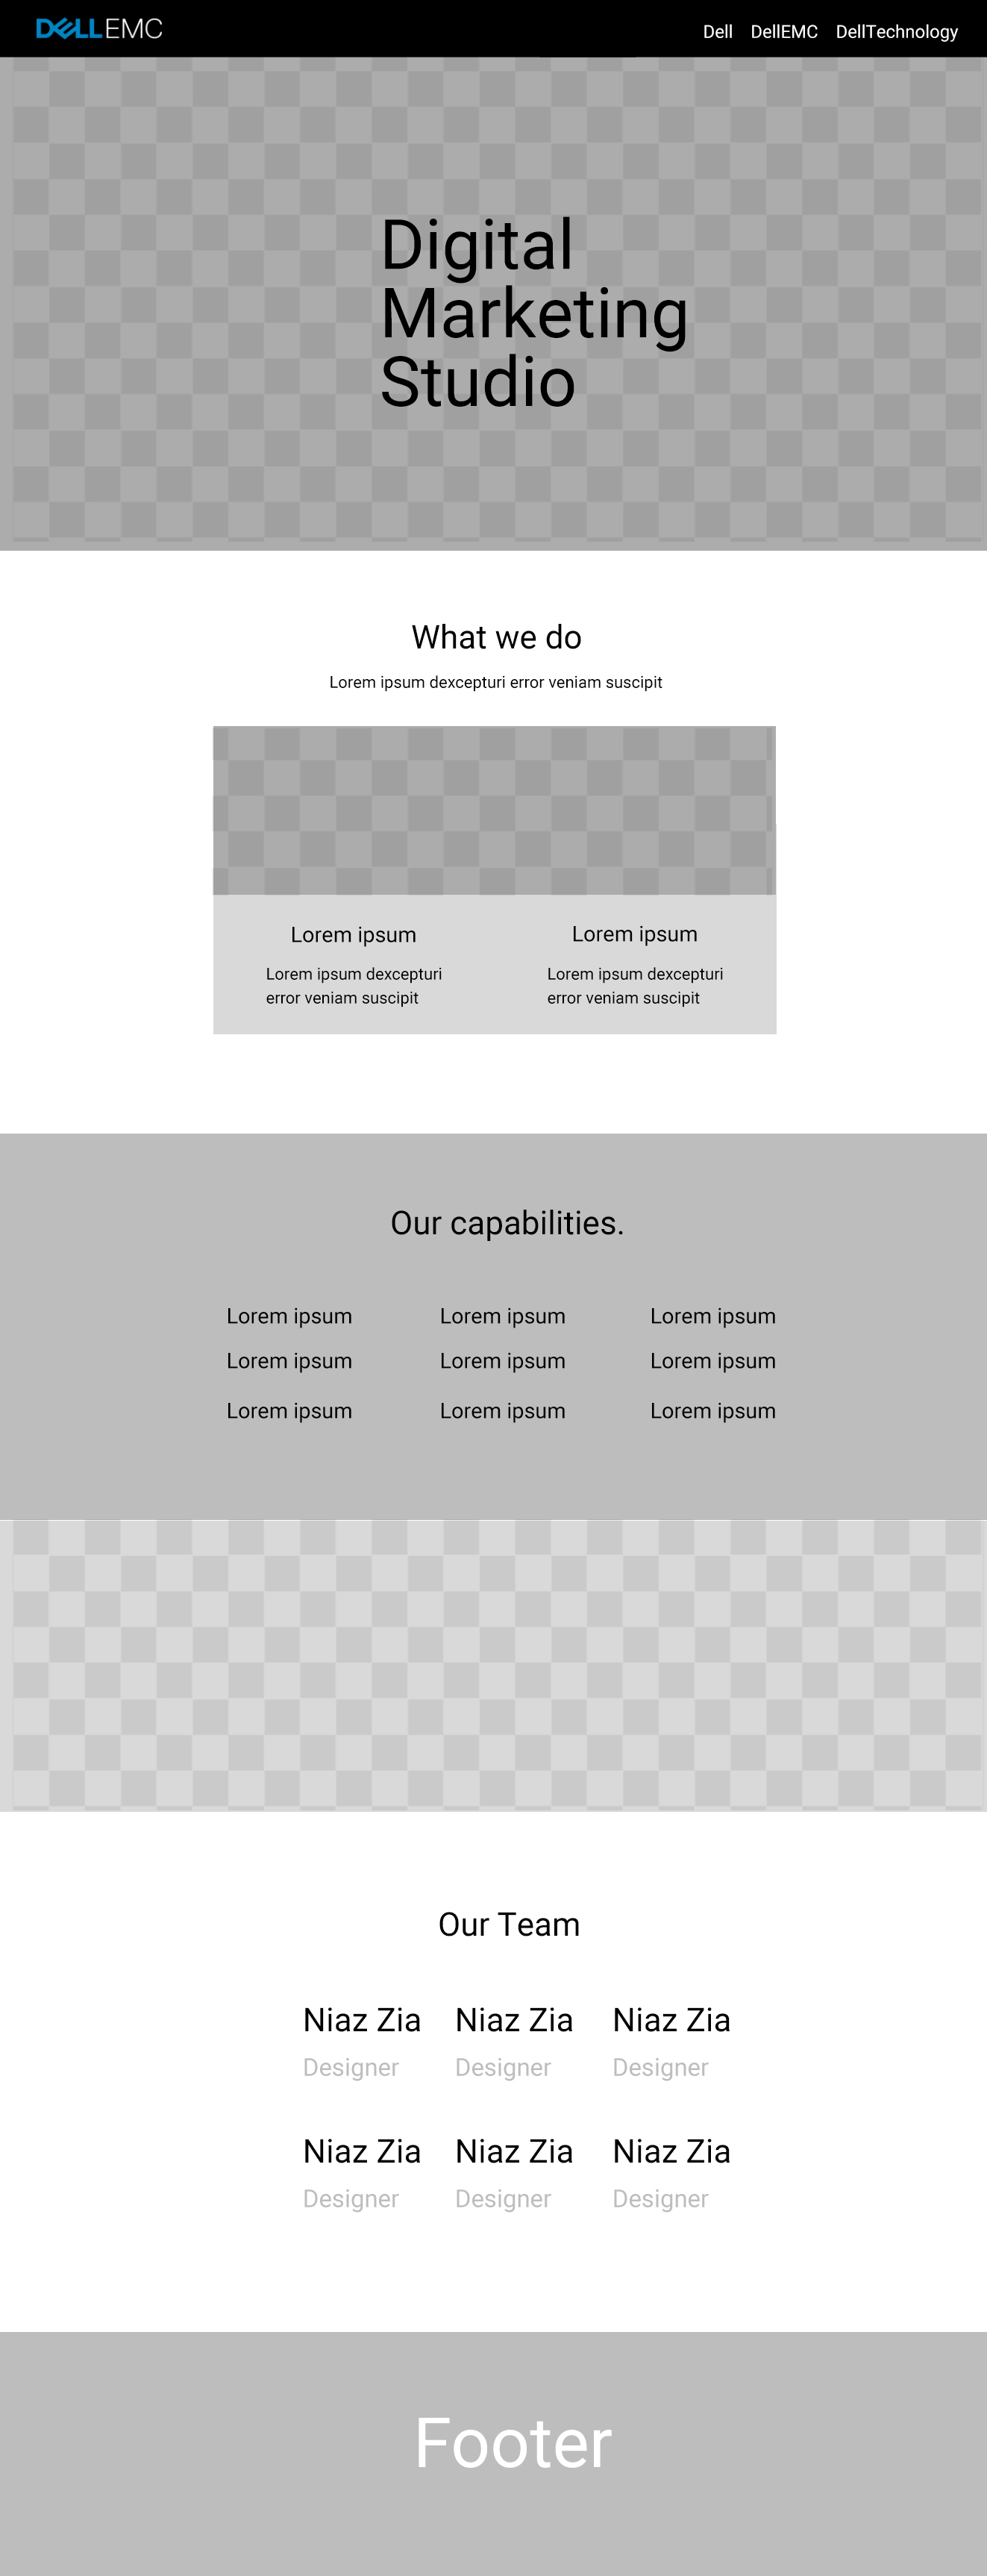 DELLEMC
Dell DellEMC DellTechnology
Digital
Marketing
Studio
What we do
Lorem ipsum dexcepturi error veniam suscipit
Lorem ipsum
Lorem ipsum dexcepturi
error veniam suscipit
Lorem ipsum
Lorem ipsum dexcepturi
error veniam suscipit
Our capabilities.
Lorem ipsum Lorem ipsum Lorem ipsum
Lorem ipsum Lorem ipsum Lorem ipsum
Lorem ipsum Lorem ipsum Lorem ipsum
Our Team
Niaz Zia Niaz Zia Niaz Zia
Designer Designer Designer
Niaz Zia Niaz Zia Niaz Zia
Designer Designer Designer
Footer